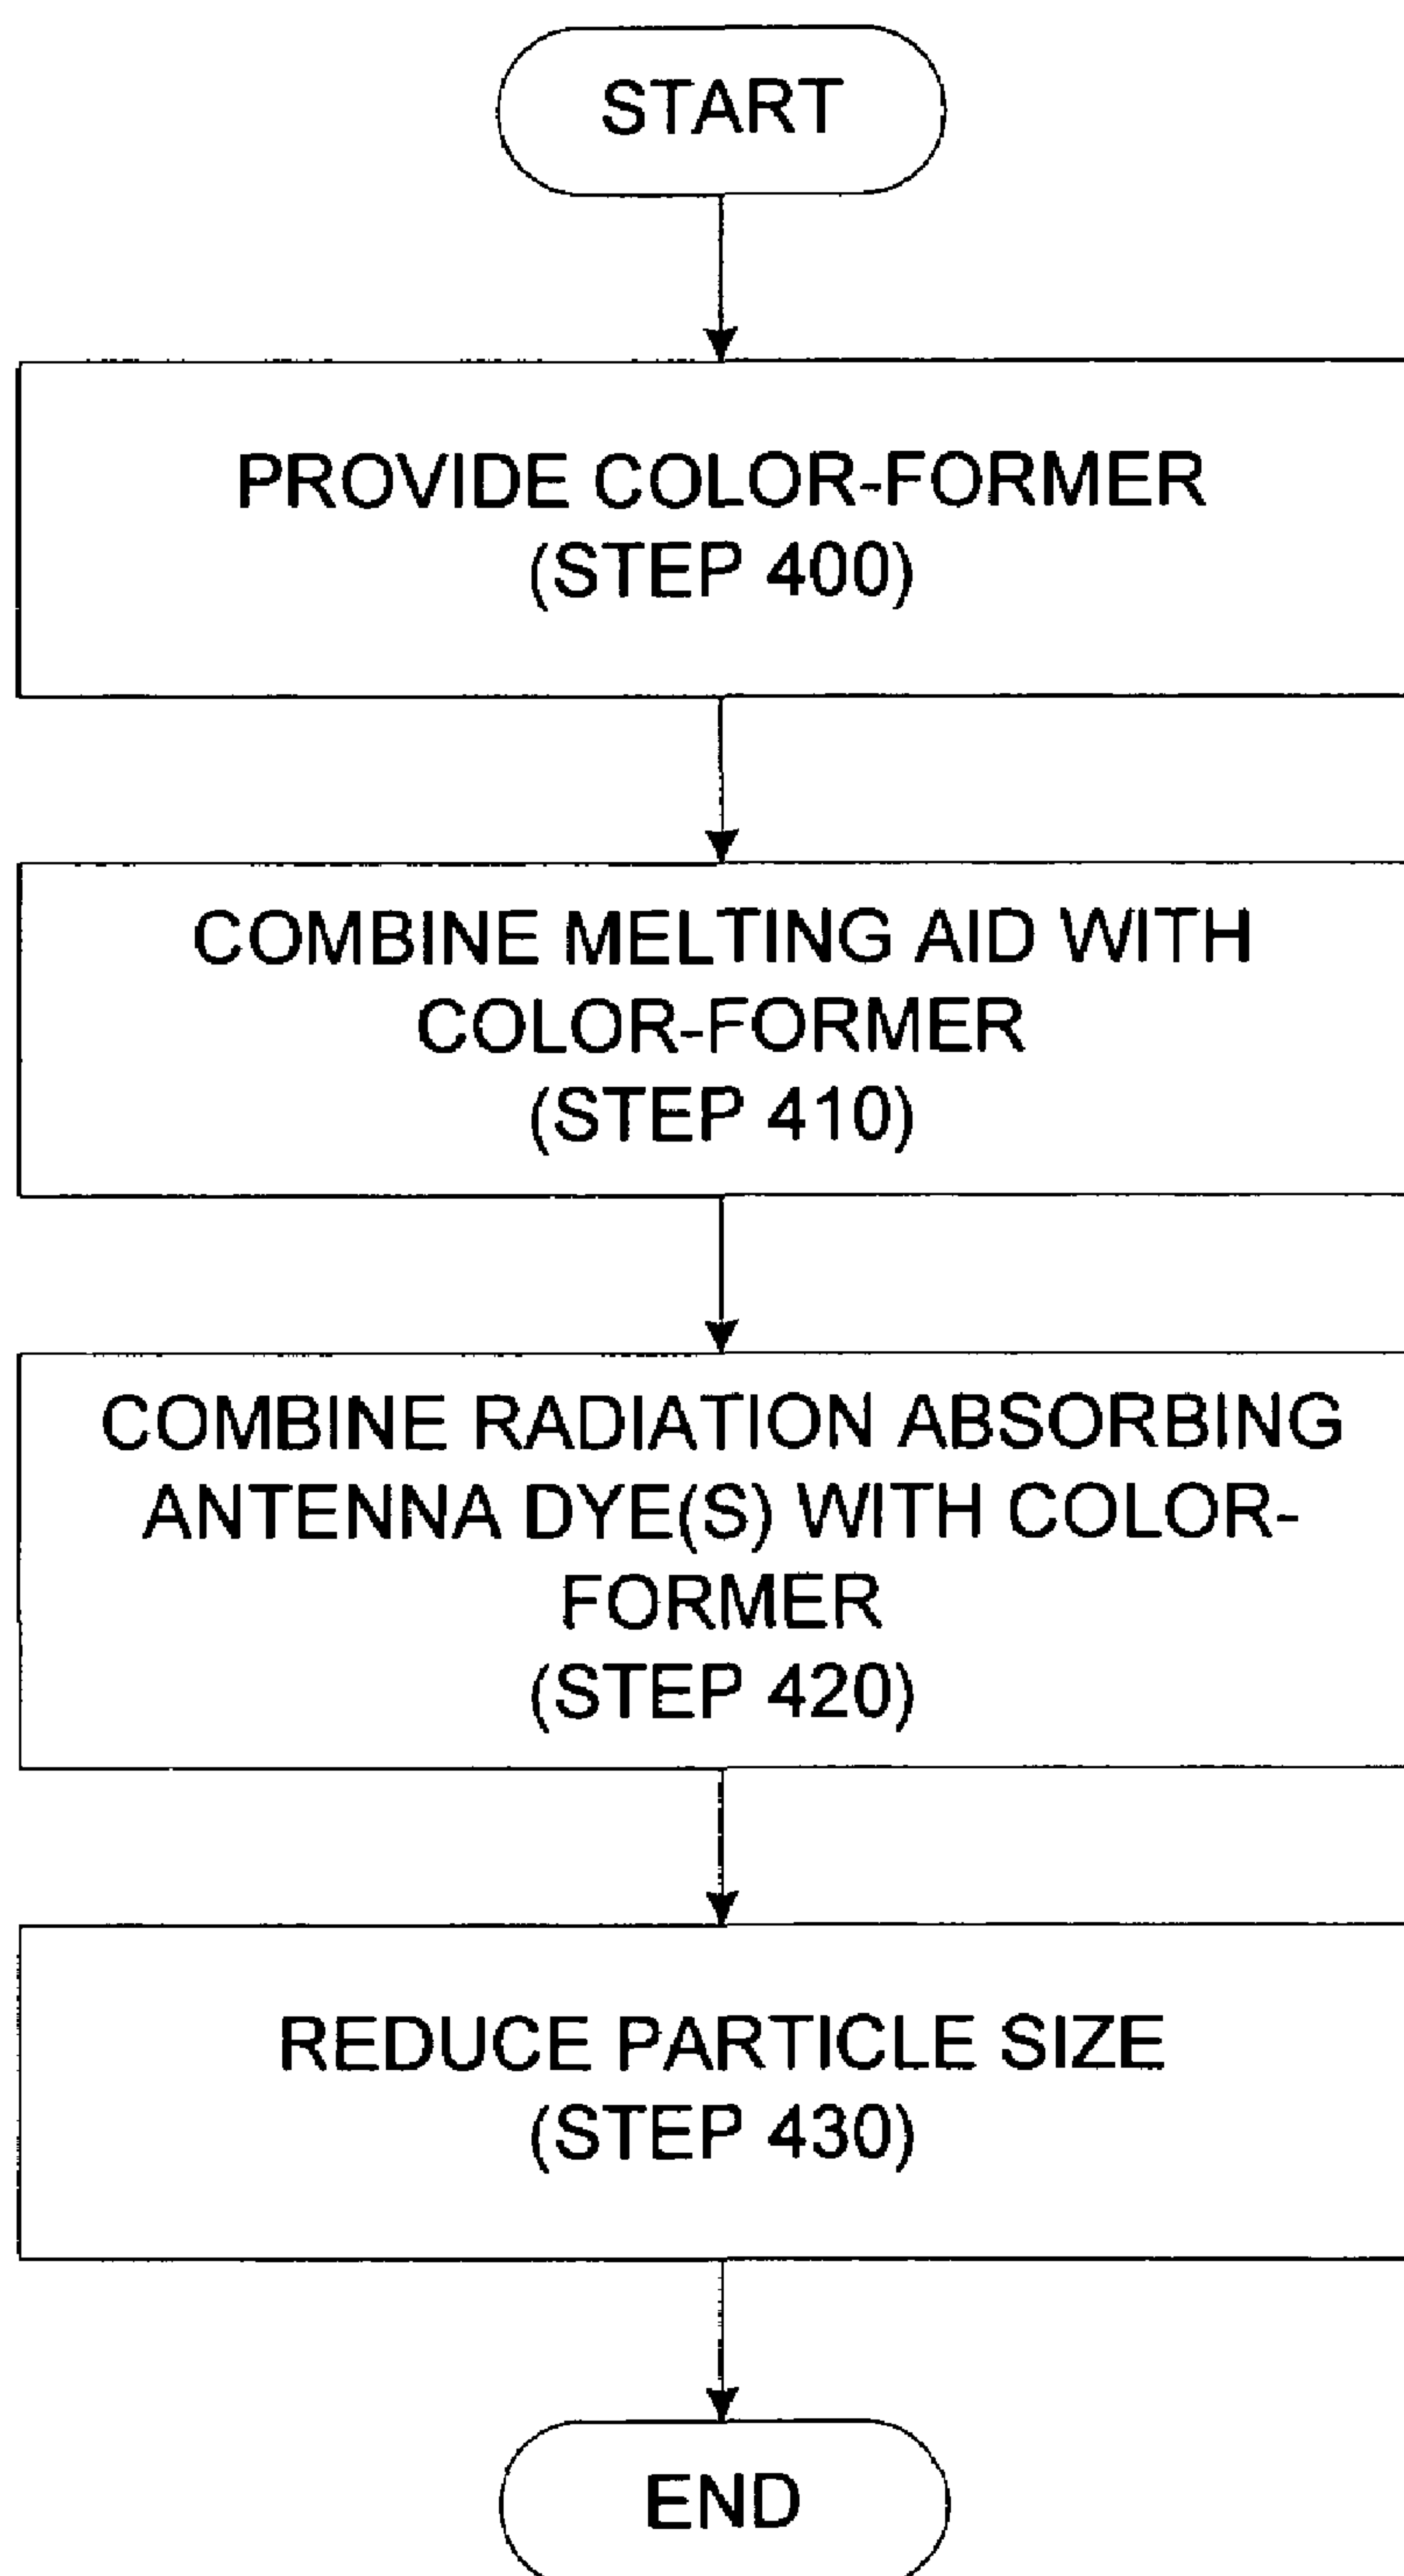 START
PROVIDE COLOR-FORMER
(STEP 400)
COMBINE MELTING AID WITH
COLOR-FORMER
(STEP 410)
COMBINE RADIATION ABSORBING
ANTENNA DYE(S) WITH COLOR-
FORMER
(STEP 420)
REDUCE PARTICLE SIZE
(STEP 430)
END